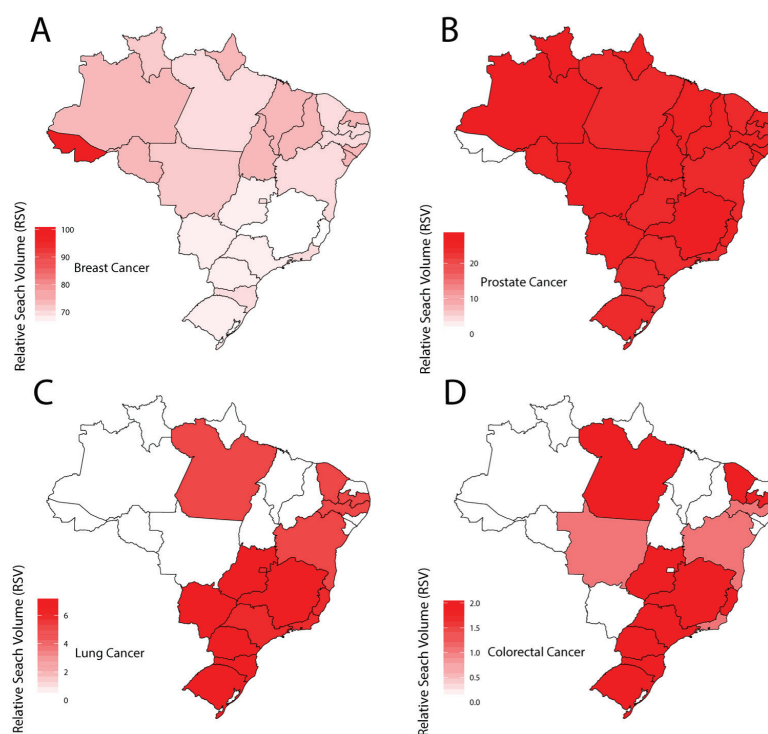 A
Relative Seach Volume (RSV)
100
90
80
70
Breast Cancer
B
Relative Seach Volume (RSV)
20
10
0
Prostate Cancer
C
Relative Seach Volume (RSV)
6
4
2
0
Lung Cancer
D
Relative Seach Volume (RSV)
2.0
1.5
1.0
0.5
0.0
Colorectal Cancer